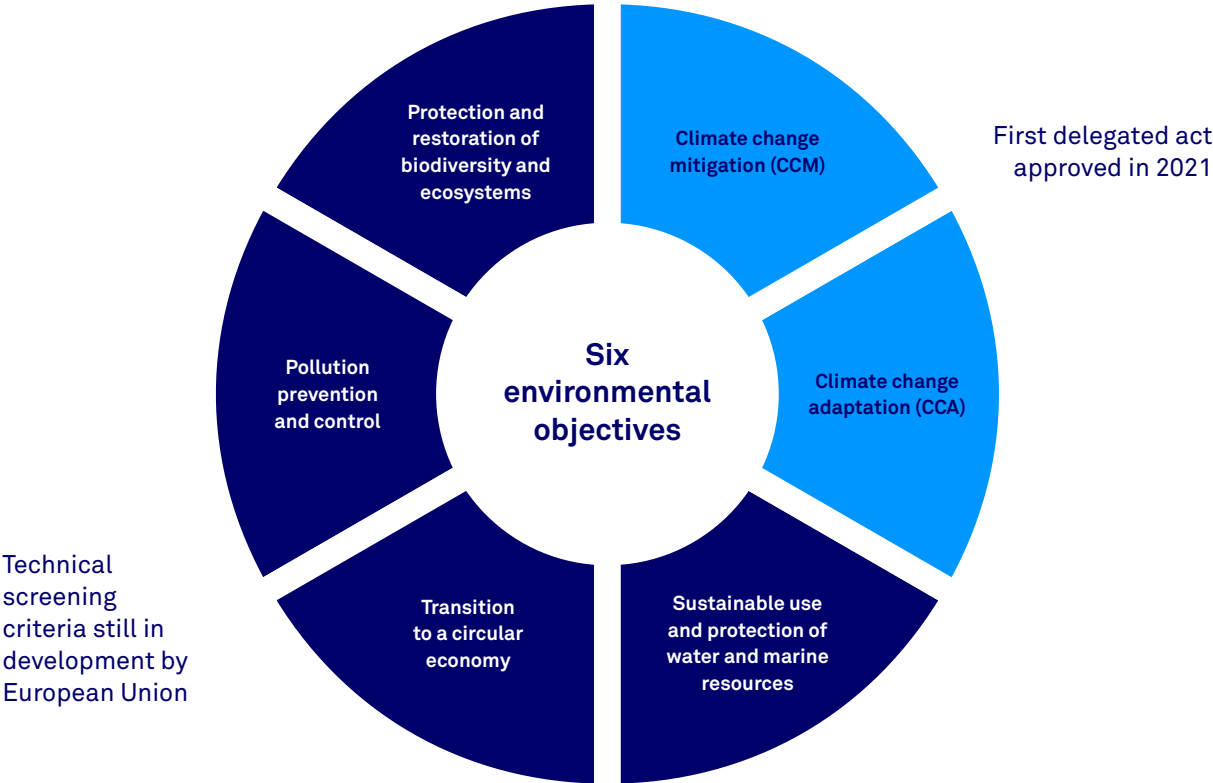 Protection and
restoration of
biodiversity and
ecosystems
Climate change
mitigation (CCM)
First delegated act
approved in 2021
Pollution
prevention
and control
Six
environmental
objectives
Climate change
adaptation (CCA)
Technical
screening
criteria still in
development by
European Union
Transition
to a circular
economy
Sustainable use
and protection of
water and marine
resources